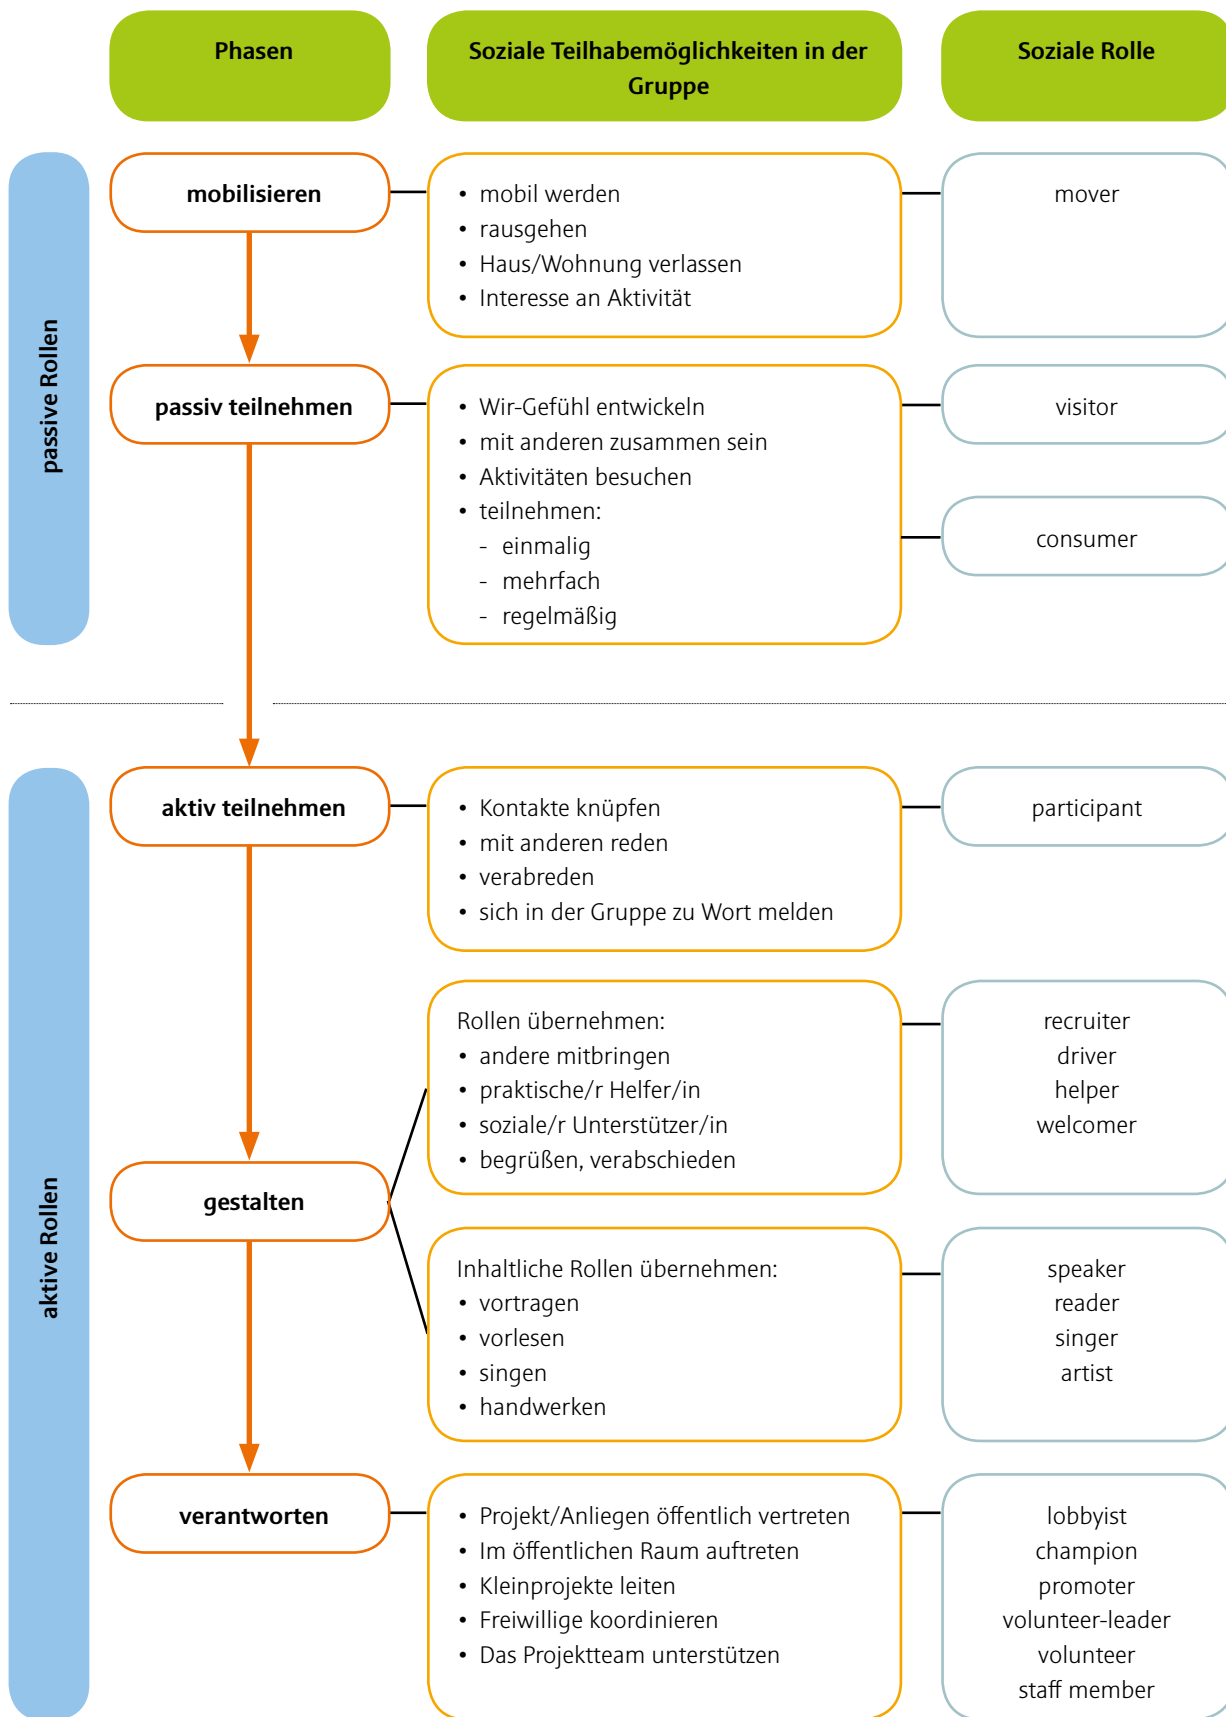 Phasen
Soziale Teilhabemöglichkeiten in der
Gruppe
Soziale Rolle
passive Rollen
mobilisieren
• mobil werden
• rausgehen
• Haus/Wohnung verlassen
• Interesse an Aktivität
mover
passiv teilnehmen
• Wir-Gefühl entwickeln
• mit anderen zusammen sein
• Aktivitäten besuchen
• teilnehmen:
- einmalig
- mehrfach
- regelmäßig
visitor
consumer
aktive Rollen
aktiv teilnehmen
• Kontakte knüpfen
• mit anderen reden
• verabreden
• sich in der Gruppe zu Wort melden
participant
gestalten
Rollen übernehmen:
• andere mitbringen
• praktische/r Helfer/in
• soziale/r Unterstützer/in
• begrüßen, verabschieden
recruiter
driver
helper
welcomer
Inhaltliche Rollen übernehmen:
• vortragen
• vorlesen
• singen
• handwerken
speaker
reader
singer
artist
verantworten
• Projekt/Anliegen öffentlich vertreten
• Im öffentlichen Raum auftreten
• Kleinprojekte leiten
• Freiwillige koordinieren
• Das Projektteam unterstützen
lobbyist
champion
promoter
volunteer-leader
volunteer
staff member